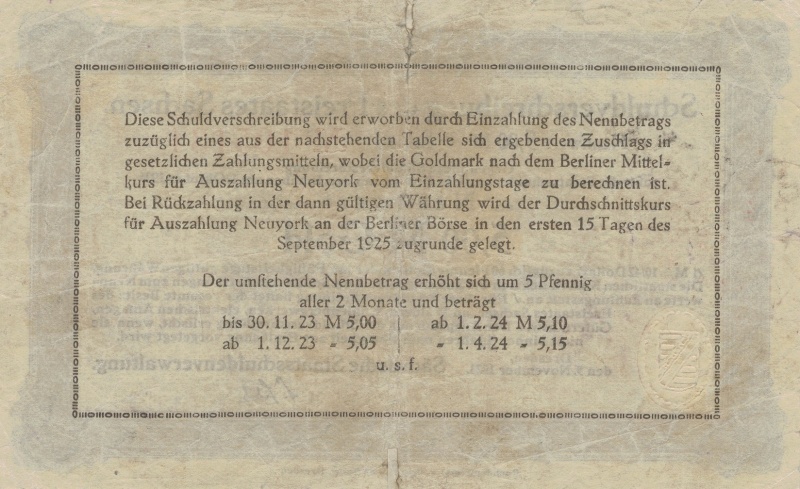 Diese Schuldverschreibung wird erworben durch Einzahlung des Nennbetrags
zuzüglich eines aus der nachstehenden Tabelle sich ergebenden Zuschlags in
gesetzlichen Zahlungsmitteln, wobei die Goldmark nach dem Berliner Mittel-
kurs für Auszahlung Neuyork vom Einzahlungstage zu berechnen ist.
Bei Rückzahlung in der dann gültigen Währung wird der Durchschnittskurs
für Auszahlung Neuyork an der Berliner Börse in den ersten 15 Tagen des
September 1925 zugrunde gelegt.
Der umstehende Nennbetrag erhöht sich um 5 Pfennig
aller 2 Monate und beträgt
bis 30. 11. 23 M 5,00 | ab 1. 2. 24 M 5,10
ab 1. 12. 23 „ 5,05 | „ 1. 4. 24 „ 5,15
u. s. f.